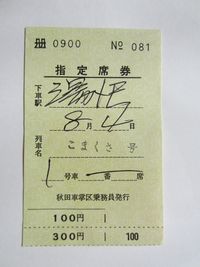 冊 0900 № 081
指定席券
下車駅
8月4日
列車名 こまくさ 号
1号車 一 席
秋田車掌区乗務員発行
100円
300円 100